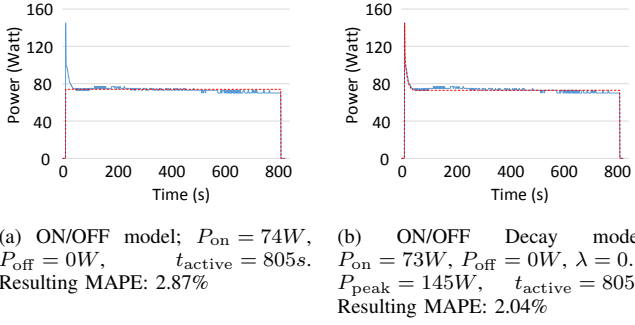 160
120
80
40
0
Power (Watt)
0 200 400 600 800
Time (s)
160
120
80
40
0
Power (Watt)
0 200 400 600 800
Time (s)
(a) ON/OFF model; P_on = 74W,
P_off = 0W, t_active = 805s.
Resulting MAPE: 2.87%
(b) ON/OFF Decay mode
P_on = 73W, P_off = 0W, λ = 0.
P_peak = 145W, t_active = 805
Resulting MAPE: 2.04%